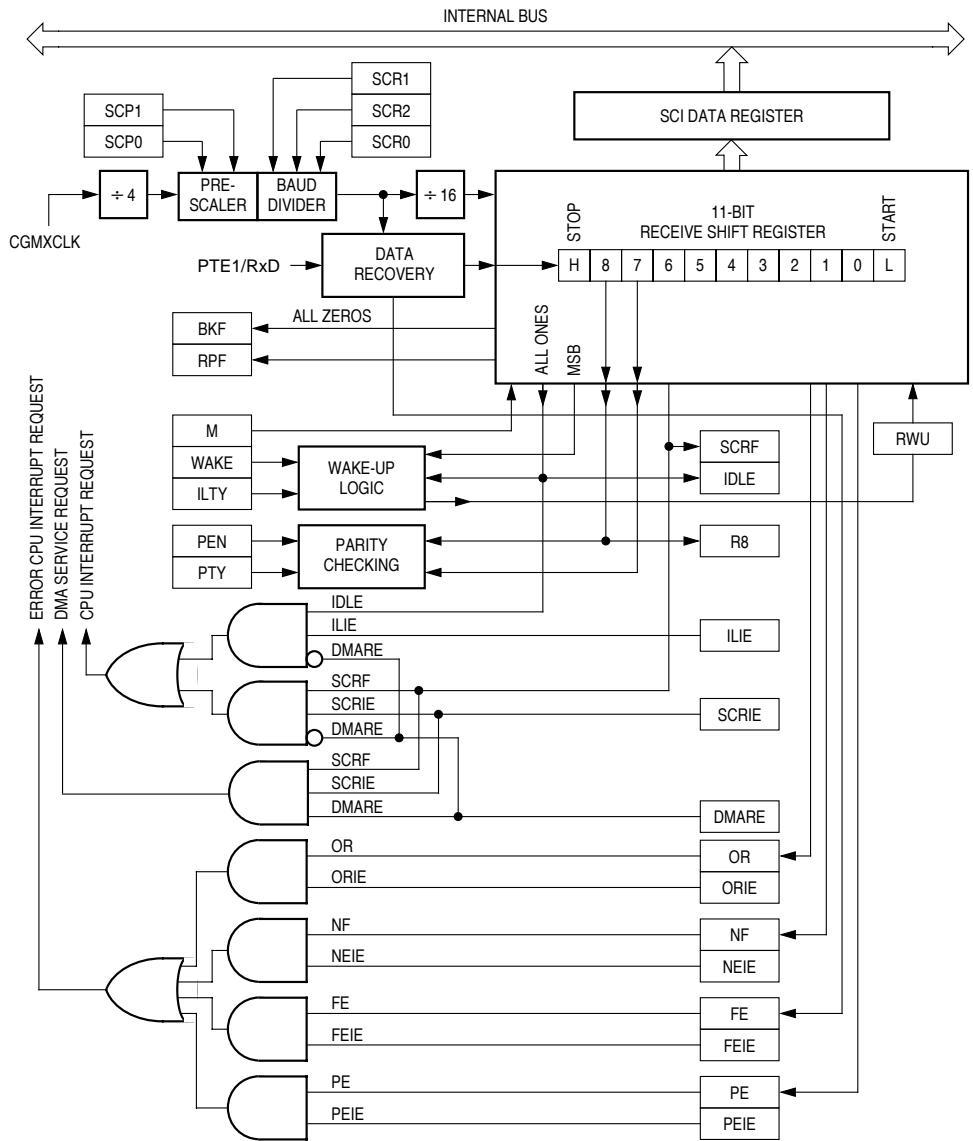 INTERNAL BUS
SCR1
SCP1
SCR2
SCI DATA REGISTER
SCP0
SCR0
÷ 4
PRE-
SCALER
BAUD
DIVIDER
÷ 16
STOP
11-BIT
RECEIVE SHIFT REGISTER
START
CGMXCLK
DATA
RECOVERY
H 8 7 6 5 4 3 2 1 0 L
PTE1/RxD
ALL ZEROS
BKF
RPF
ALL ONES
MSB
M
WAKE
ILTY
WAKE-UP
LOGIC
SCRF
IDLE
RWU
PEN
PTY
PARITY
CHECKING
R8
ERROR CPU INTERRUPT REQUEST
DMA SERVICE REQUEST
CPU INTERRUPT REQUEST
IDLE
ILIE
ILIE
DMARE
SCRF
SCRIE
SCRIE
DMARE
SCRF
SCRIE
DMARE
DMARE
OR
OR
ORIE
ORIE
NF
NF
NEIE
NEIE
FE
FE
FEIE
FEIE
PE
PE
PEIE
PEIE